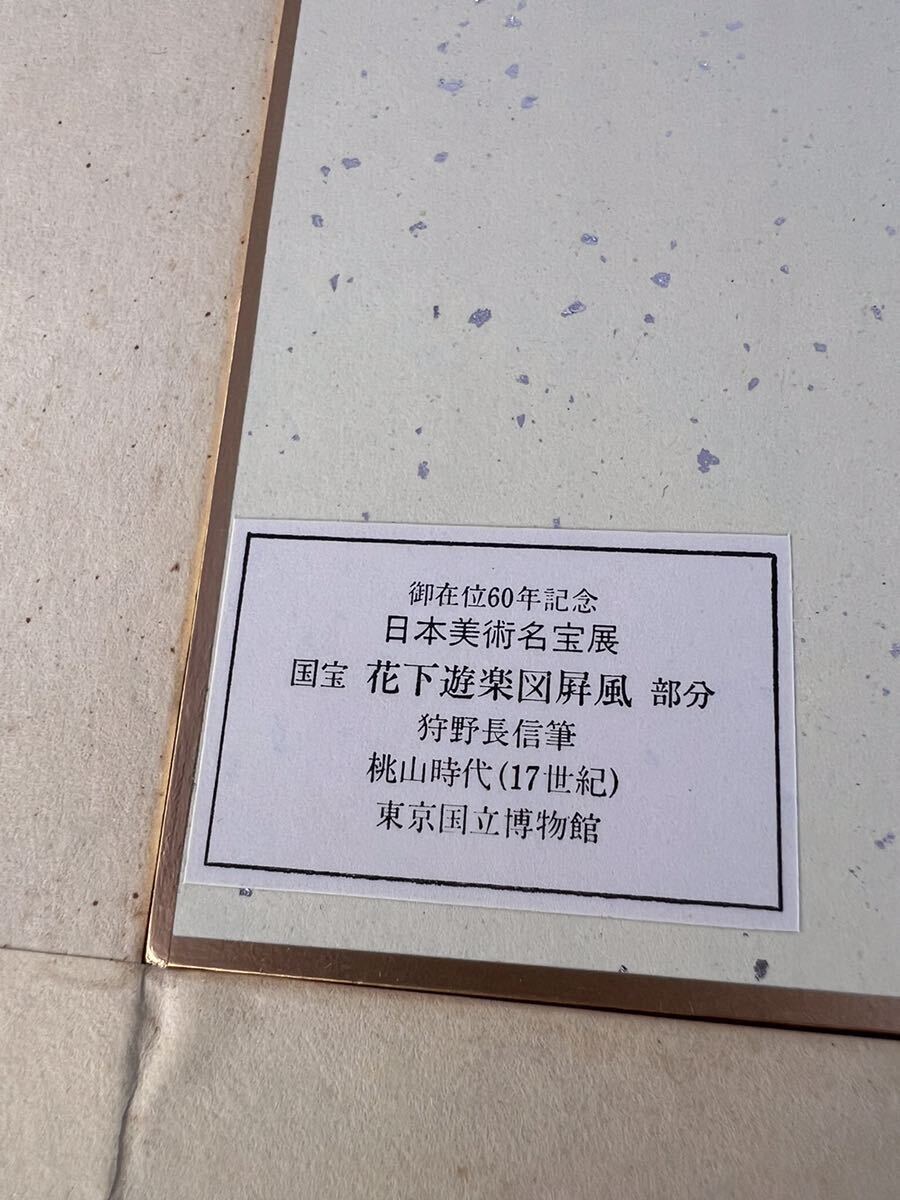 御在位60年記念
日本美術名宝展
国宝 花下遊楽図屛風 部分
狩野長信筆
桃山時代(17世紀)
東京国立博物館